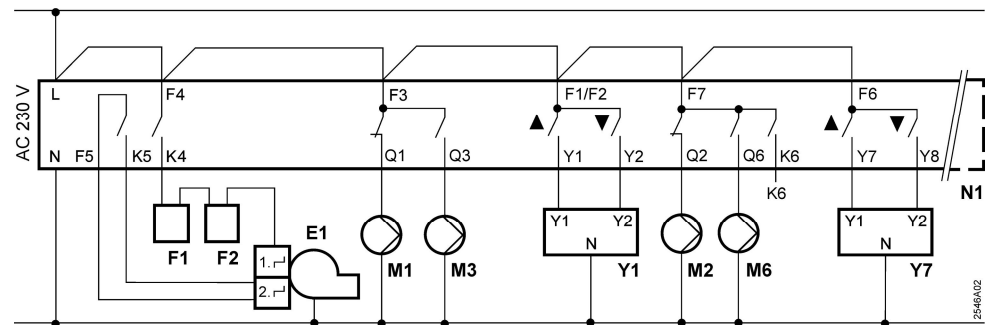 AC 230 V
L F4 F3 F1/F2 F7 F6
N F5 K5 K4 Q1 Q3 Y1 Y2 Q2 Q6 K6 Y7 Y8
K6
N1
Y1 Y2
N
Y1 Y2
N
F1 F2 E1 M1 M3 Y1 M2 M6 Y7
1.
2.
2546A02